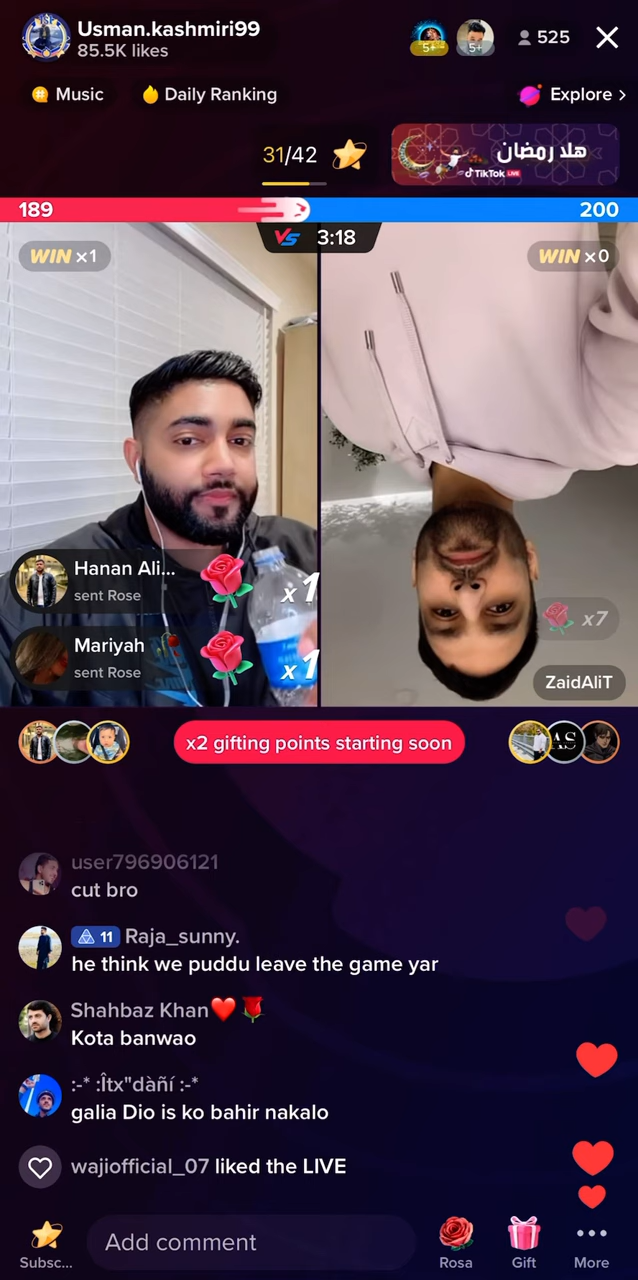 Usman.kashmiri99
85.5K likes
5+
5+
525
Music
Daily Ranking
Explore
31/42
هلا رمضان
TikTok LIVE
189
200
VS 3:18
WIN x1
WIN x0
Hanan Ali...
sent Rose
x1
Mariyah
sent Rose
x1
x7
ZaidAliT
x2 gifting points starting soon
AS
user796906121
cut bro
11 Raja_sunny.
he think we puddu leave the game yar
Shahbaz Khan❤️🌹
Kota banwao
:-* :Îtx"dàñí :-*
galia Dio is ko bahir nakalo
wajiofficial_07 liked the LIVE
Subsc...
Add comment
Rosa
Gift
More